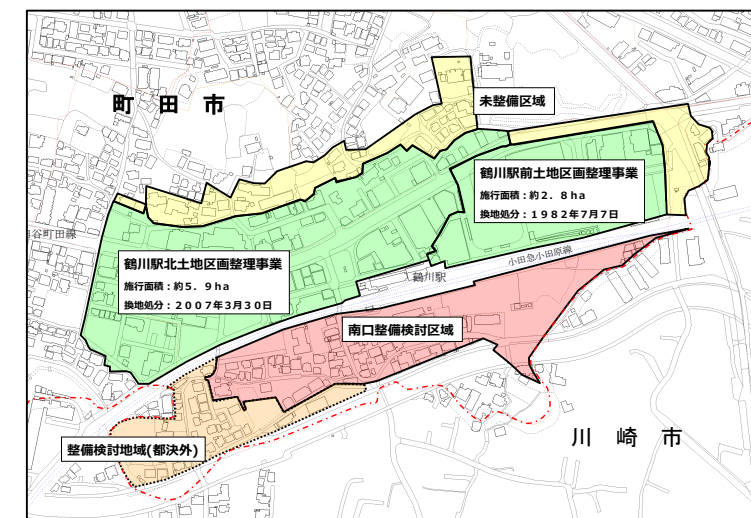 町 田 市
未整備区域
鶴川駅前土地区画整理事業
施行面積：約２．８ｈａ
換地処分：１９８２年７月７日
谷町田線
鶴川駅北土地区画整理事業
施行面積：約５．９ｈａ
換地処分：２００７年３月３０日
小田急小田原線
鶴川駅
南口整備検討区域
整備検討地域(都決外)
川 崎 市